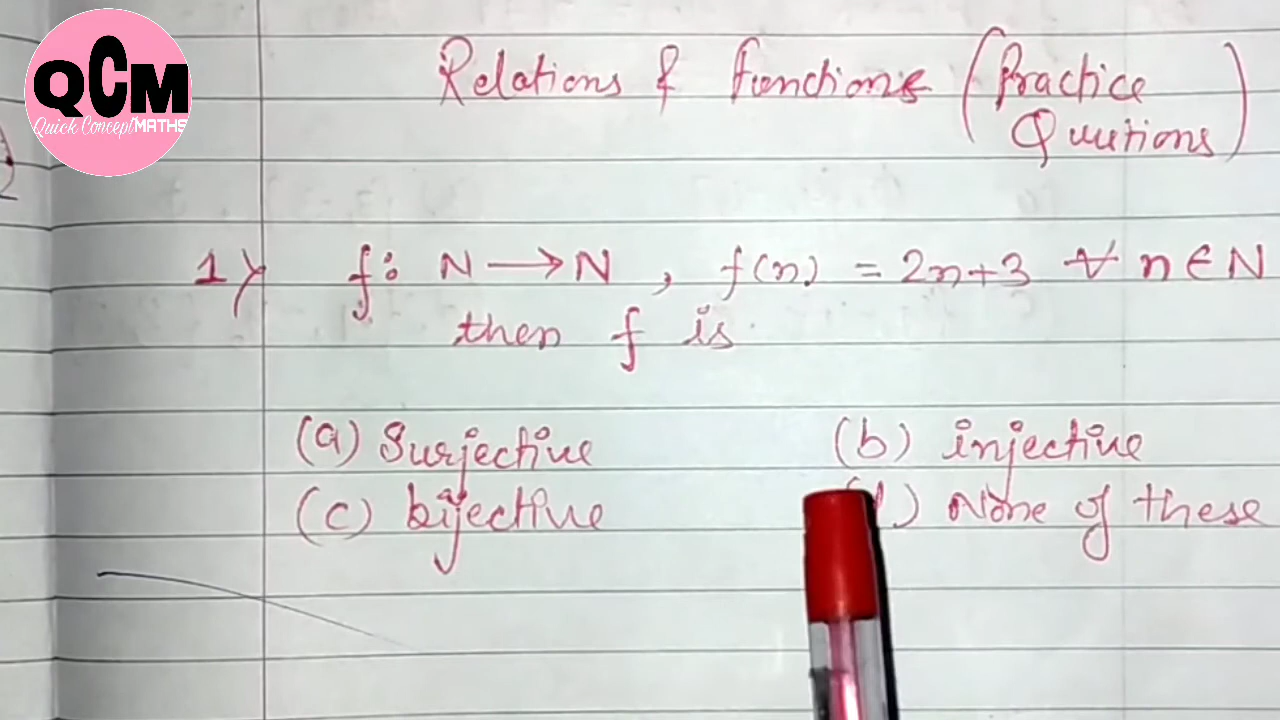 QCM
Quick Concept MATHS
Relations & Functions (Practice
Questions)
1) f: N → N , f(n) = 2n+3 ∀ n ∈ N
then f is
(a) Surjective (b) injective
(c) bijective ) None of these